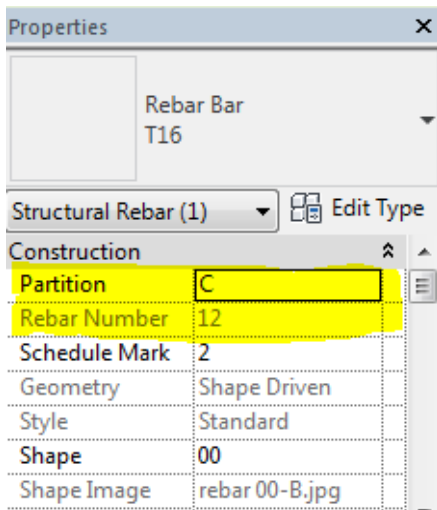 Properties ×
Rebar Bar
T16
Structural Rebar (1) Edit Type
Construction
Partition C
Rebar Number 12
Schedule Mark 2
Geometry Shape Driven
Style Standard
Shape 00
Shape Image rebar 00-B.jpg